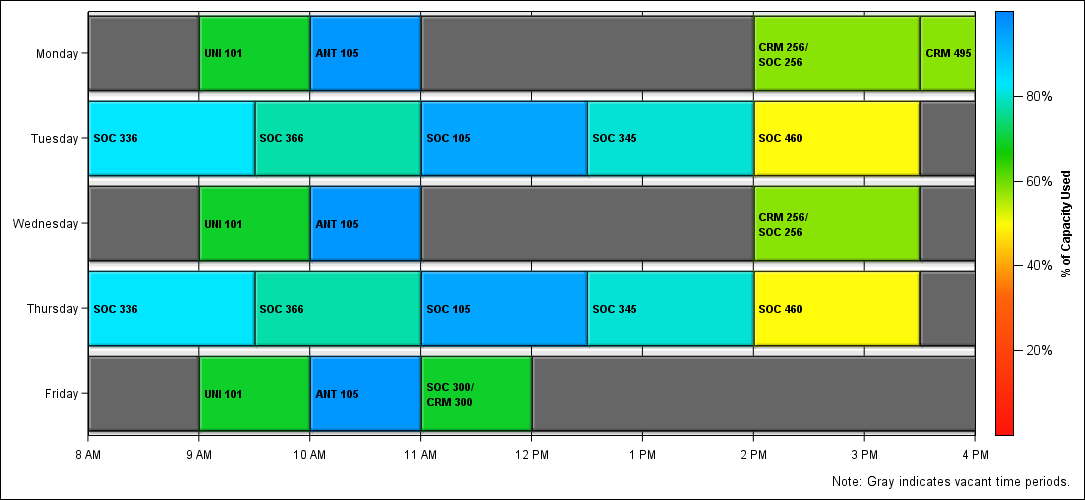 Monday
UNI 101
ANT 105
CRM 256/
SOC 256
CRM 495
Tuesday
SOC 336
SOC 366
SOC 105
SOC 345
SOC 460
Wednesday
UNI 101
ANT 105
CRM 256/
SOC 256
Thursday
SOC 336
SOC 366
SOC 105
SOC 345
SOC 460
Friday
UNI 101
ANT 105
SOC 300/
CRM 300
8 AM
9 AM
10 AM
11 AM
12 PM
1 PM
2 PM
3 PM
4 PM
80%
60%
40%
20%
% of Capacity Used
Note: Gray indicates vacant time periods.